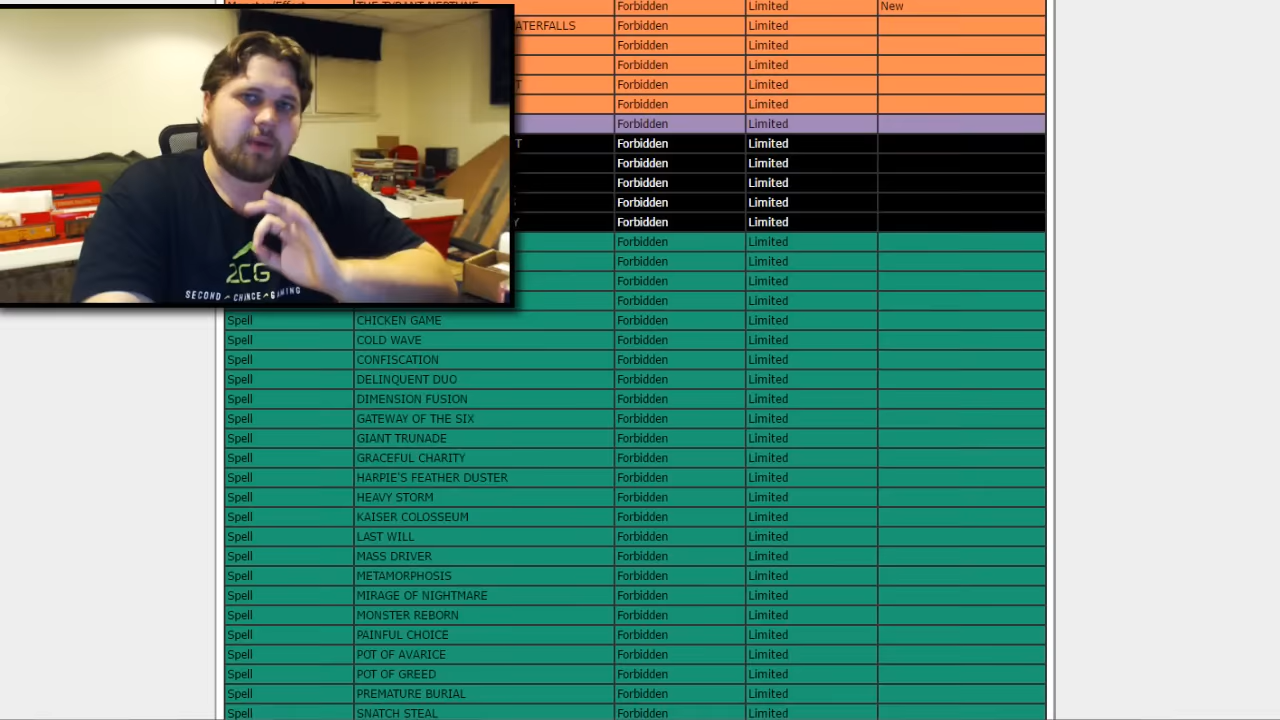 THE TYRANT NEPTUNE Forbidden Limited New
ATERFALLS Forbidden Limited
Forbidden Limited
Forbidden Limited
T Forbidden Limited
Forbidden Limited
Forbidden Limited
T Forbidden Limited
Forbidden Limited
Forbidden Limited
Forbidden Limited
Y Forbidden Limited
Forbidden Limited
Forbidden Limited
Forbidden Limited
Forbidden Limited
Spell CHICKEN GAME Forbidden Limited
Spell COLD WAVE Forbidden Limited
Spell CONFISCATION Forbidden Limited
Spell DELINQUENT DUO Forbidden Limited
Spell DIMENSION FUSION Forbidden Limited
Spell GATEWAY OF THE SIX Forbidden Limited
Spell GIANT TRUNADE Forbidden Limited
Spell GRACEFUL CHARITY Forbidden Limited
Spell HARPIE'S FEATHER DUSTER Forbidden Limited
Spell HEAVY STORM Forbidden Limited
Spell KAISER COLOSSEUM Forbidden Limited
Spell LAST WILL Forbidden Limited
Spell MASS DRIVER Forbidden Limited
Spell METAMORPHOSIS Forbidden Limited
Spell MIRAGE OF NIGHTMARE Forbidden Limited
Spell MONSTER REBORN Forbidden Limited
Spell PAINFUL CHOICE Forbidden Limited
Spell POT OF AVARICE Forbidden Limited
Spell POT OF GREED Forbidden Limited
Spell PREMATURE BURIAL Forbidden Limited
Spell SNATCH STEAL Forbidden Limited
2CG
SECOND CHANCE GAMING